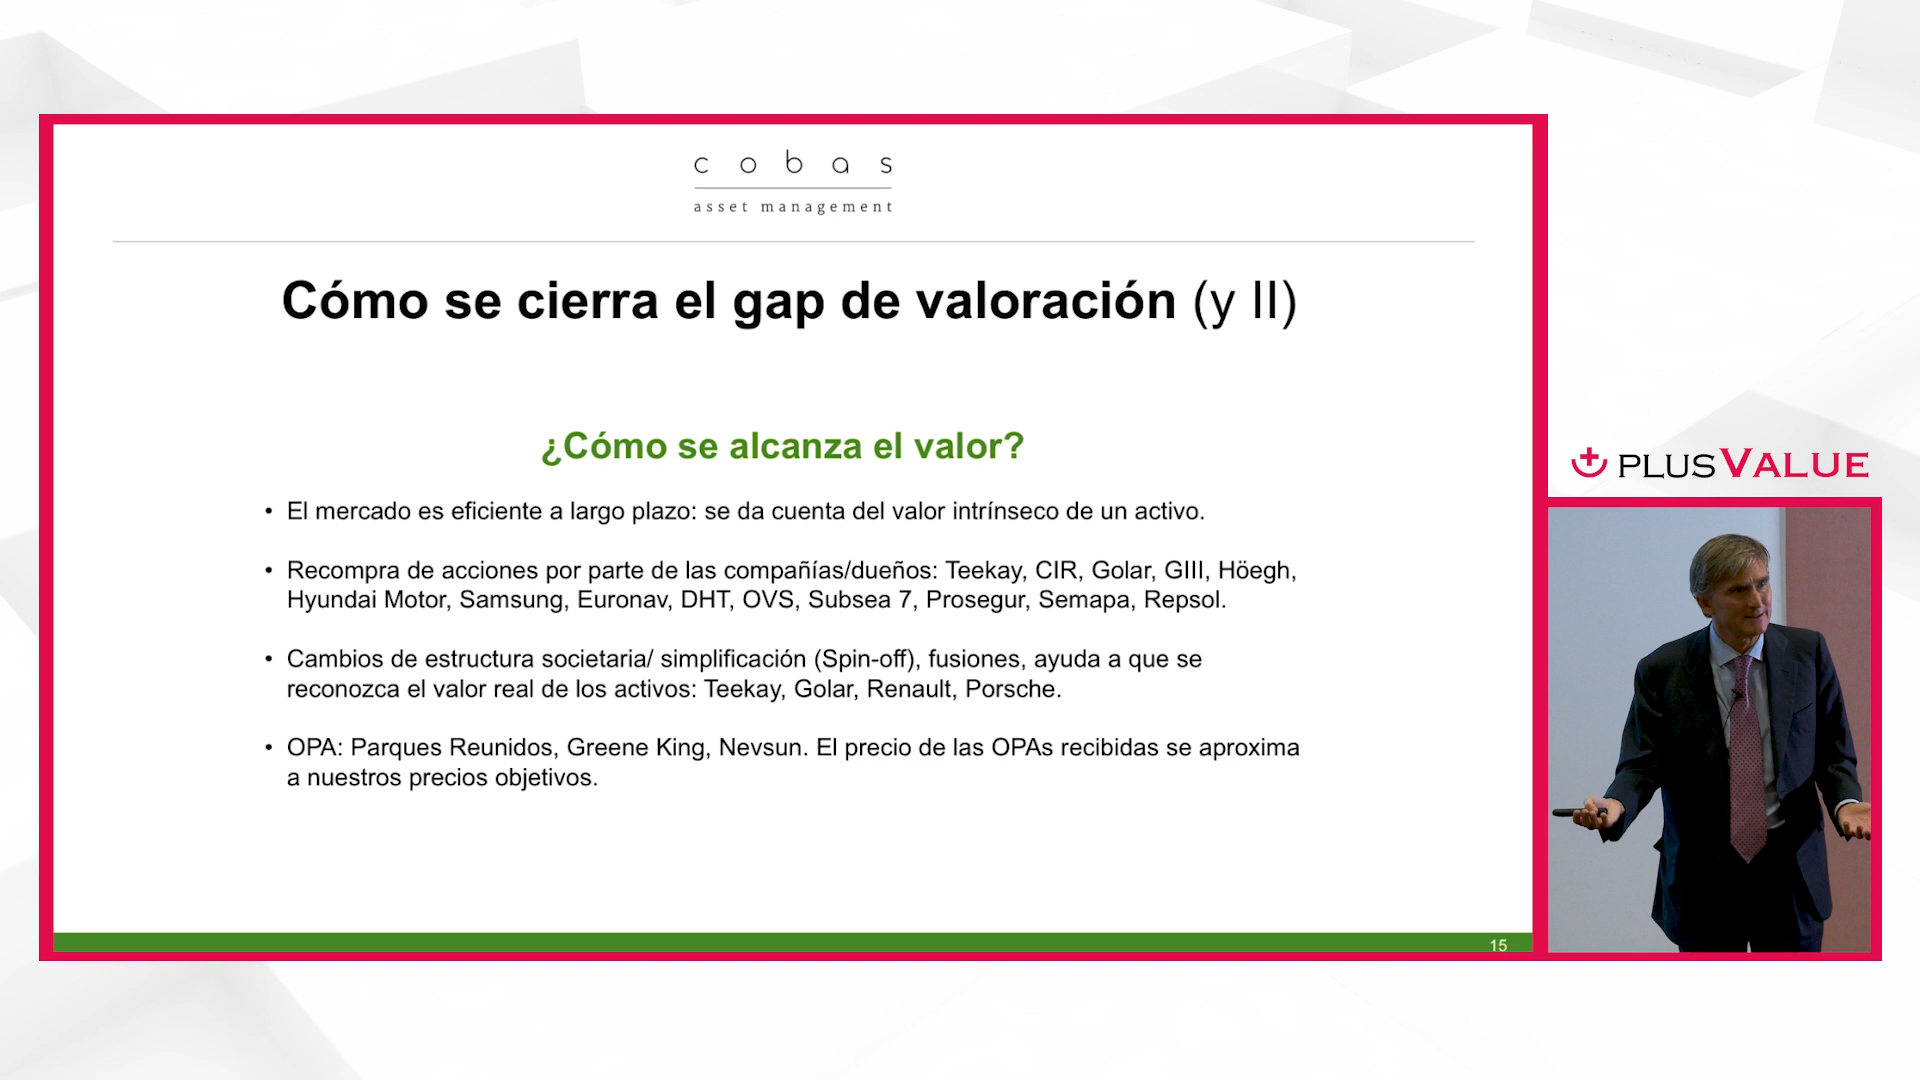 cobas
asset management
Cómo se cierra el gap de valoración (y II)
¿Cómo se alcanza el valor?
• El mercado es eficiente a largo plazo: se da cuenta del valor intrínseco de un activo.
• Recompra de acciones por parte de las compañías/dueños: Teekay, CIR, Golar, GIII, Höegh,
Hyundai Motor, Samsung, Euronav, DHT, OVS, Subsea 7, Prosegur, Semapa, Repsol.
• Cambios de estructura societaria/ simplificación (Spin-off), fusiones, ayuda a que se
reconozca el valor real de los activos: Teekay, Golar, Renault, Porsche.
• OPA: Parques Reunidos, Greene King, Nevsun. El precio de las OPAs recibidas se aproxima
a nuestros precios objetivos.
15
PLUSVALUE